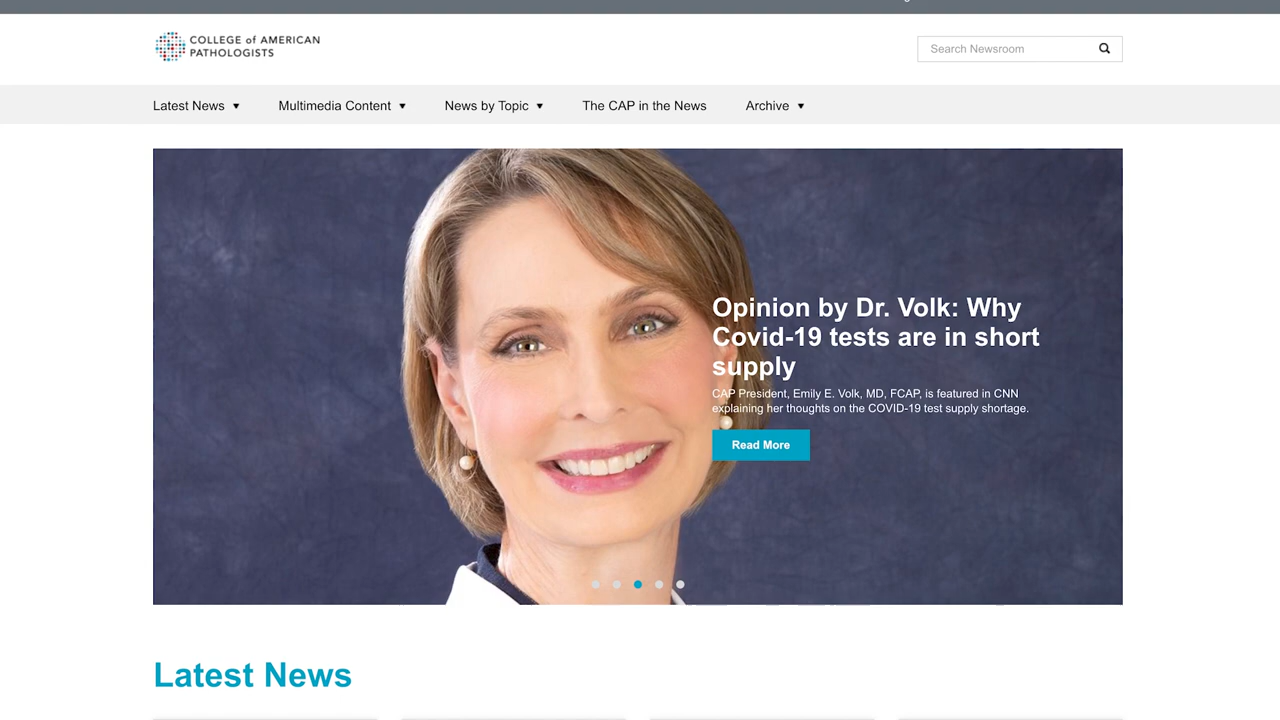 COLLEGE of AMERICAN
PATHOLOGISTS
Search Newsroom
Latest News
Multimedia Content
News by Topic
The CAP in the News
Archive
Opinion by Dr. Volk: Why
Covid-19 tests are in short
supply
CAP President, Emily E. Volk, MD, FCAP, is featured in CNN
explaining her thoughts on the COVID-19 test supply shortage.
Read More
Latest News